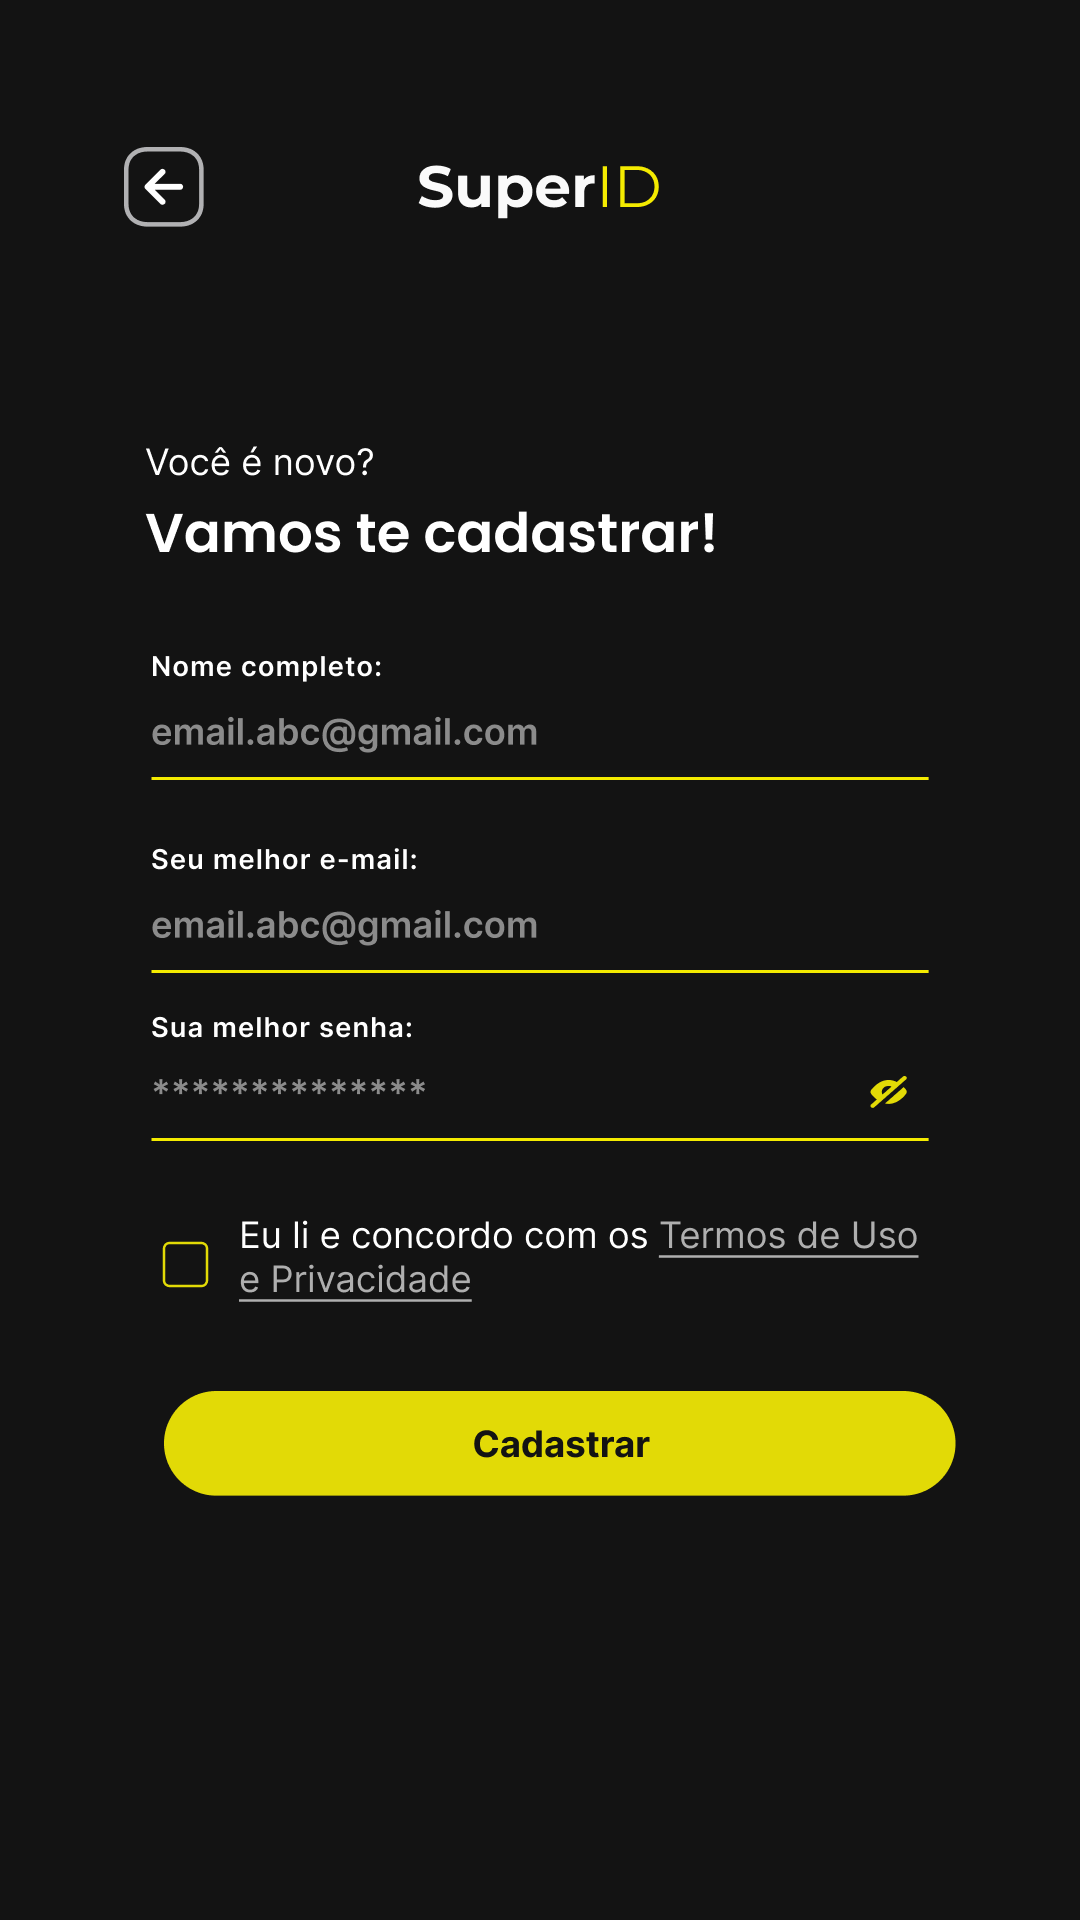 SuperID
Você é novo?
Vamos te cadastrar!
Nome completo:
email.abc@gmail.com
Seu melhor e-mail:
email.abc@gmail.com
Sua melhor senha:
**************
Eu li e concordo com os Termos de Uso
e Privacidade
Cadastrar